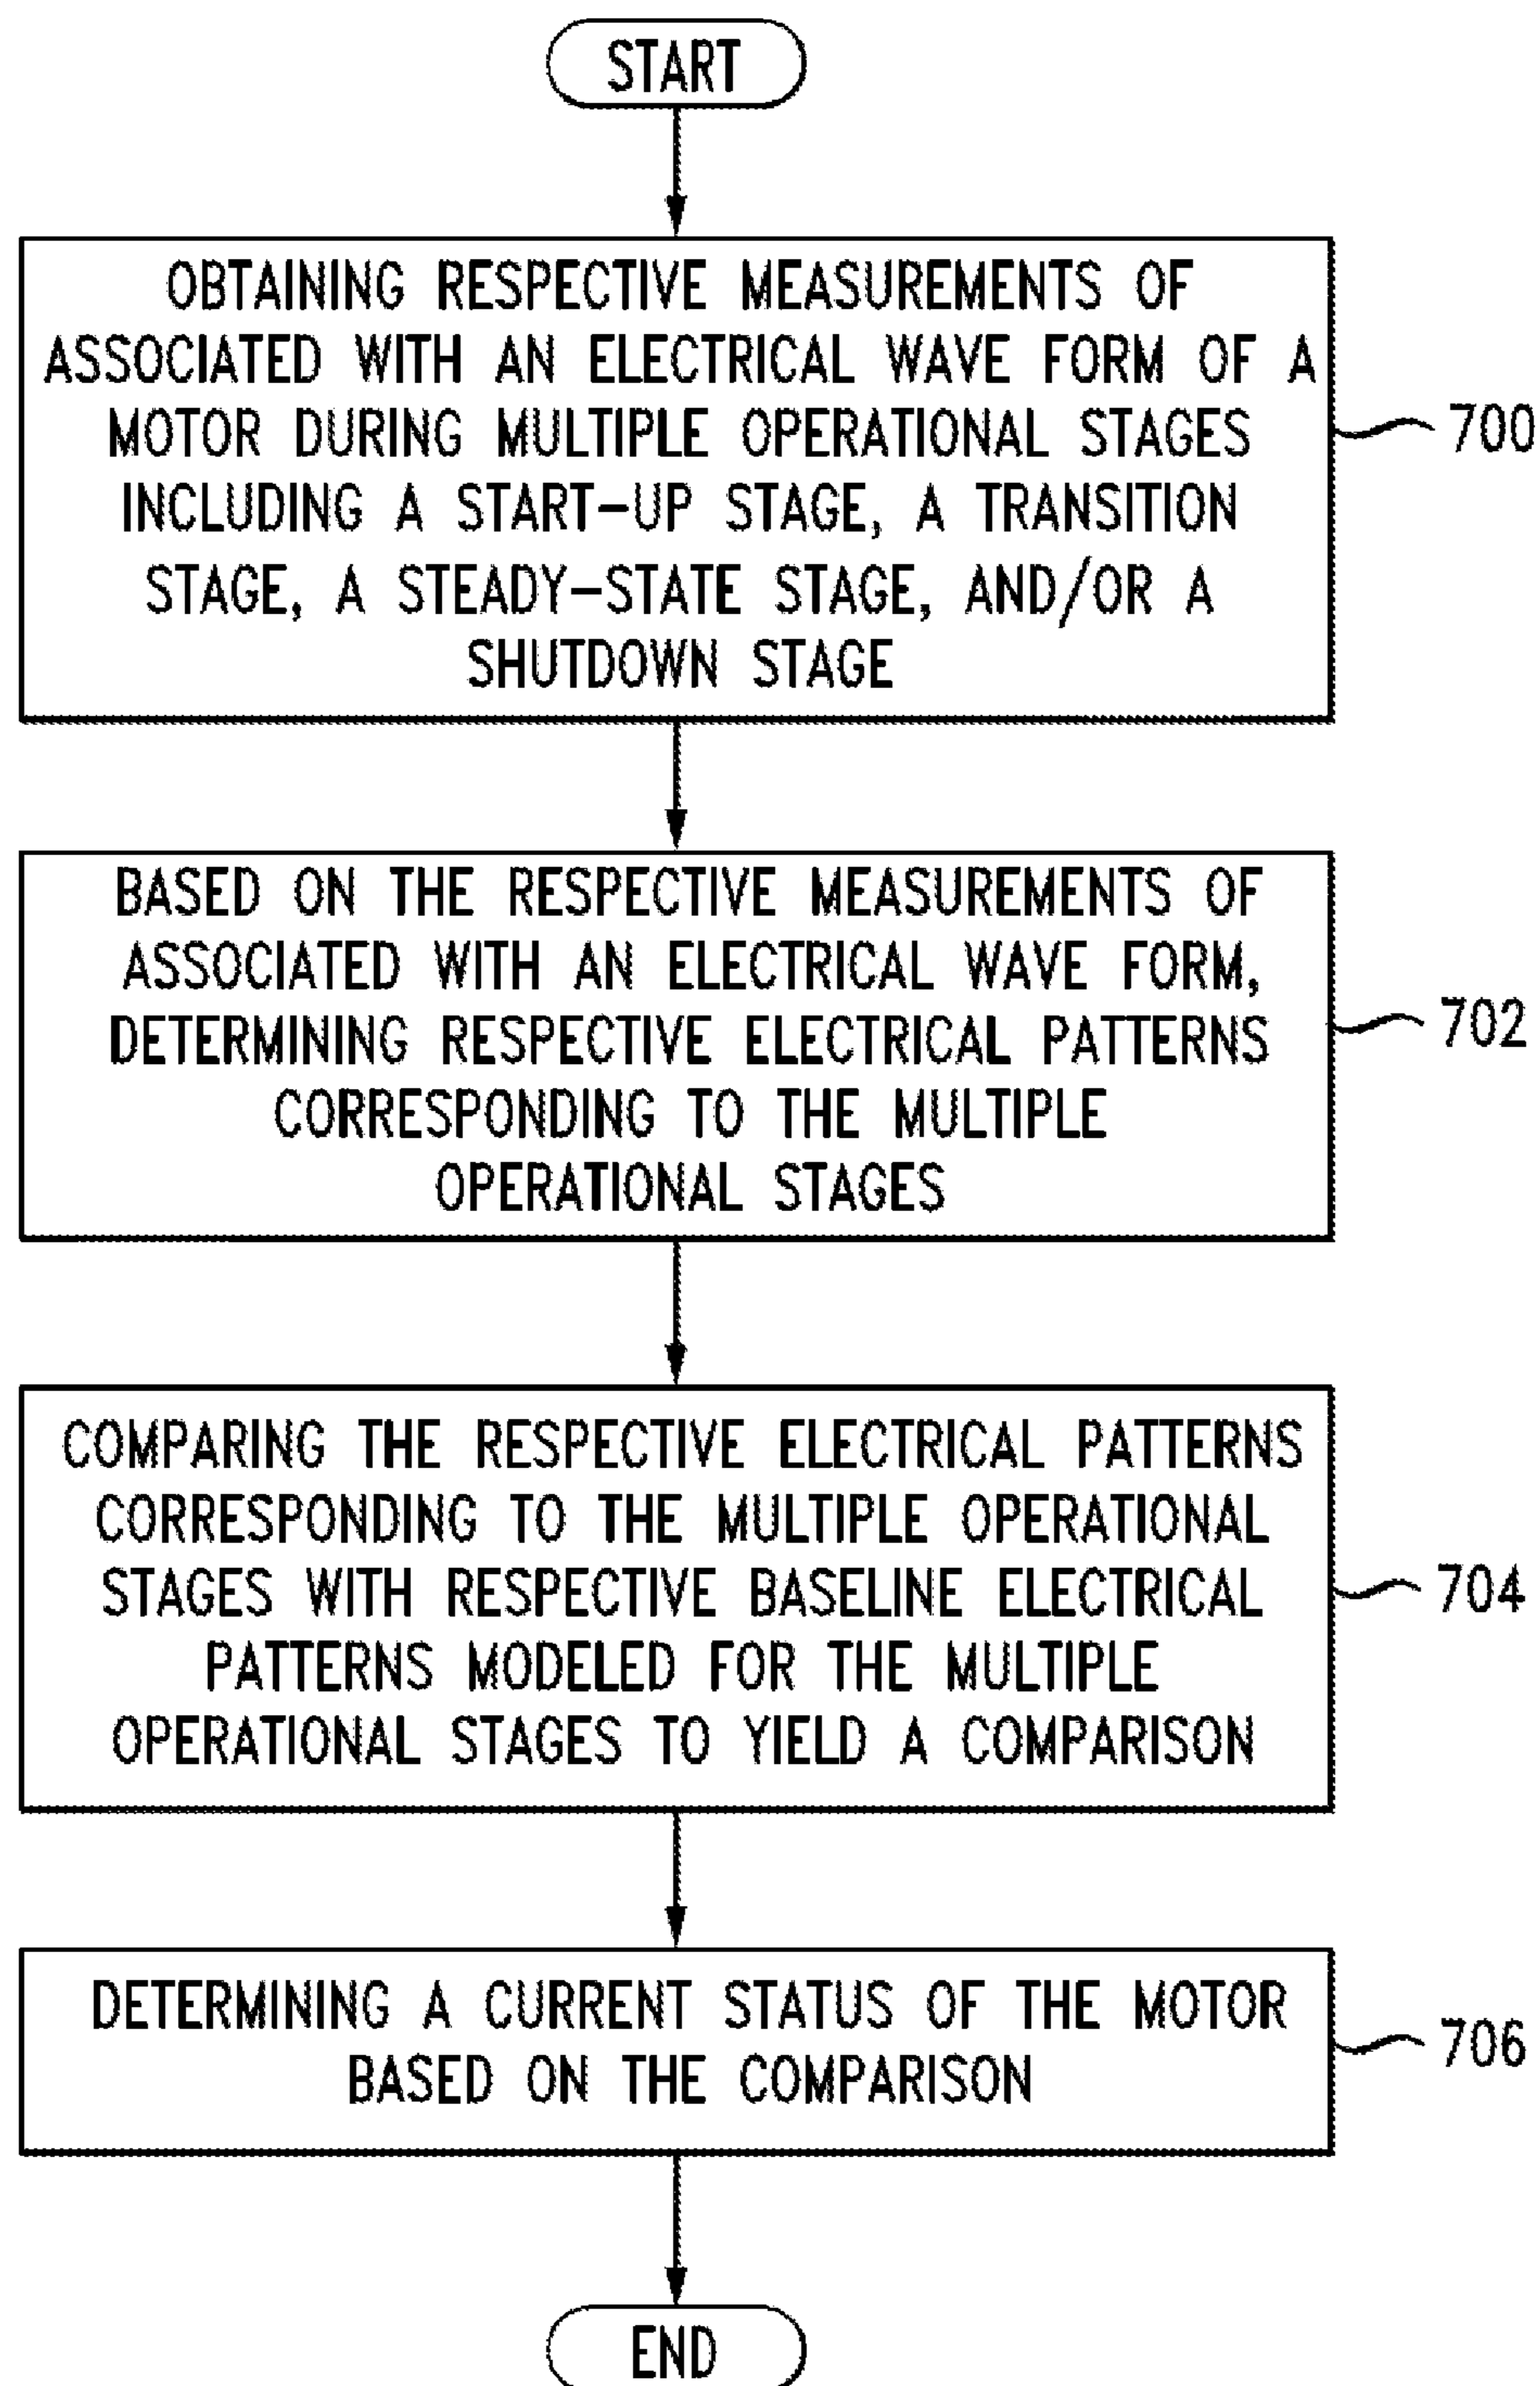 START
OBTAINING RESPECTIVE MEASUREMENTS OF
ASSOCIATED WITH AN ELECTRICAL WAVE FORM OF A
MOTOR DURING MULTIPLE OPERATIONAL STAGES
INCLUDING A START-UP STAGE, A TRANSITION
STAGE, A STEADY-STATE STAGE, AND/OR A
SHUTDOWN STAGE
700
BASED ON THE RESPECTIVE MEASUREMENTS OF
ASSOCIATED WITH AN ELECTRICAL WAVE FORM,
DETERMINING RESPECTIVE ELECTRICAL PATTERNS
CORRESPONDING TO THE MULTIPLE
OPERATIONAL STAGES
702
COMPARING THE RESPECTIVE ELECTRICAL PATTERNS
CORRESPONDING TO THE MULTIPLE OPERATIONAL
STAGES WITH RESPECTIVE BASELINE ELECTRICAL
PATTERNS MODELED FOR THE MULTIPLE
OPERATIONAL STAGES TO YIELD A COMPARISON
704
DETERMINING A CURRENT STATUS OF THE MOTOR
BASED ON THE COMPARISON
706
END